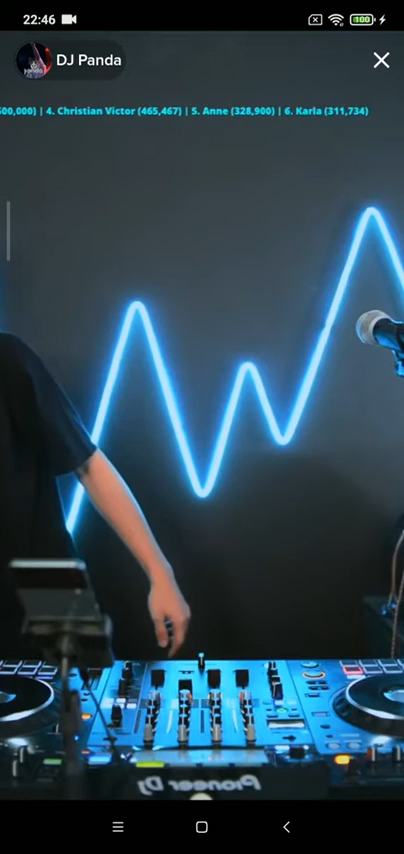 22:46
100
DJ Panda
500,000) | 4. Christian Victor (465,467) | 5. Anne (328,900) | 6. Karla (311,734)
Pioneer Dj